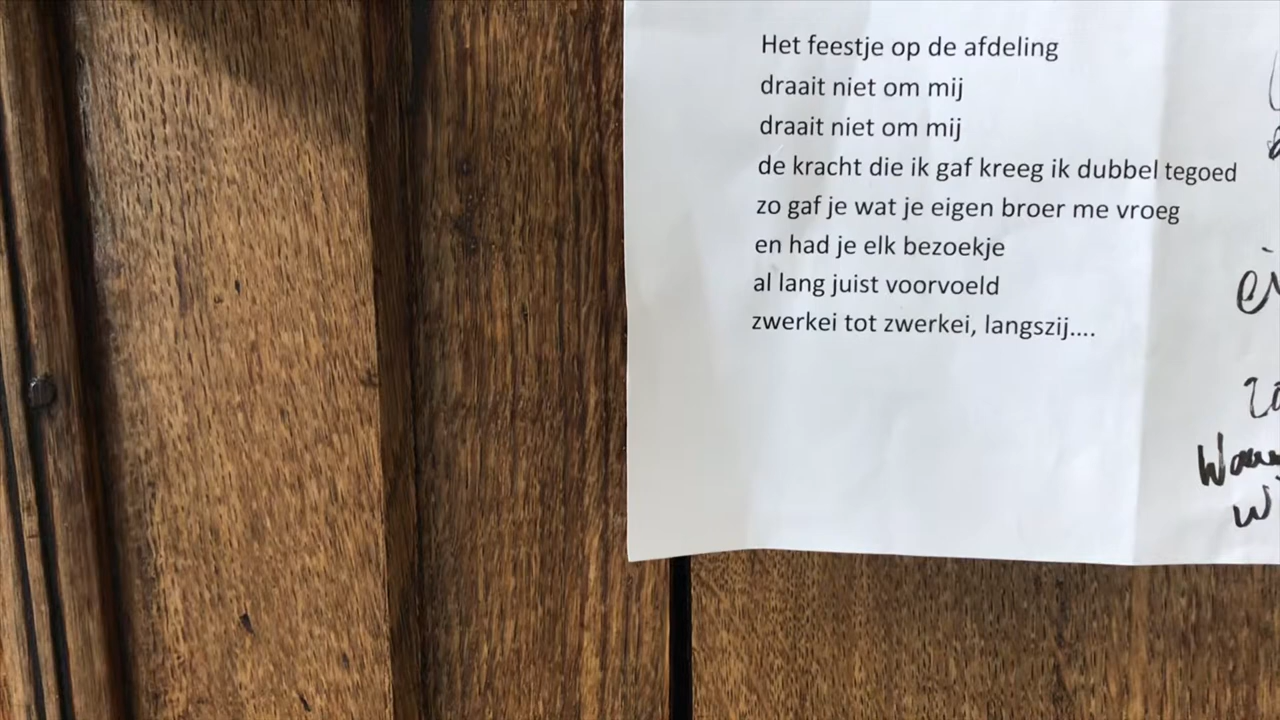 Het feestje op de afdeling
draait niet om mij
draait niet om mij
de kracht die ik gaf kreeg ik dubbel tegoed
zo gaf je wat je eigen broer me vroeg
en had je elk bezoekje
al lang juist voorvoeld
zwerkei tot zwerkei, langszij....